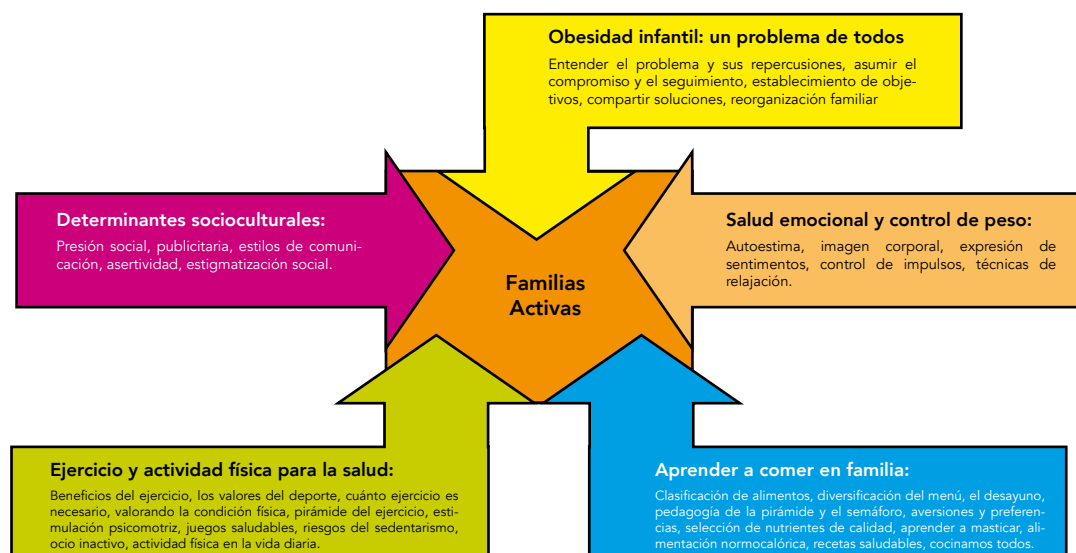 Obesidad infantil: un problema de todos
Entender el problema y sus repercusiones, asumir el
compromiso y el seguimiento, establecimiento de obje-
tivos, compartir soluciones, reorganización familiar
Determinantes socioculturales:
Presión social, publicitaria, estilos de comuni-
cación, asertividad, estigmatización social.
Salud emocional y control de peso:
Autoestima, imagen corporal, expresión de
sentimentos, control de impulsos, técnicas de
relajación.
Familias
Activas
Ejercicio y actividad física para la salud:
Beneficios del ejercicio, los valores del deporte, cuánto ejercicio es
necesario, valorando la condición física, pirámide del ejercicio, esti-
mulación psicomotriz, juegos saludables, riesgos del sedentarismo,
ocio inactivo, actividad física en la vida diaria.
Aprender a comer en familia:
Clasificación de alimentos, diversificación del menú, el desayuno,
pedagogía de la pirámide y el semáforo, aversiones y preferen-
cias, selección de nutrientes de calidad, aprender a masticar, ali-
mentación normocalórica, recetas saludables, cocinamos todos.